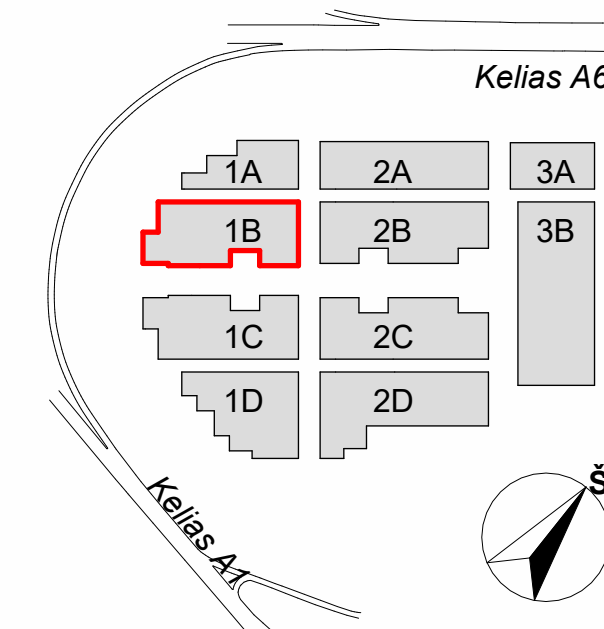 Kelias A6
1A 2A 3A
1B 2B 3B
1C 2C
1D 2D
Š
Kelias A1